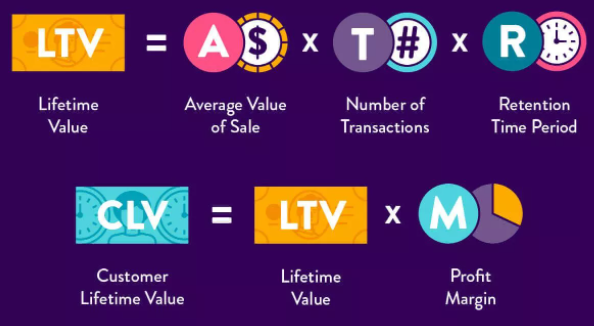 LTV = A $ x T # x R
Lifetime Average Value Number of Retention
Value of Sale Transactions Time Period
CLV = LTV x M
Customer Lifetime Profit
Lifetime Value Value Margin